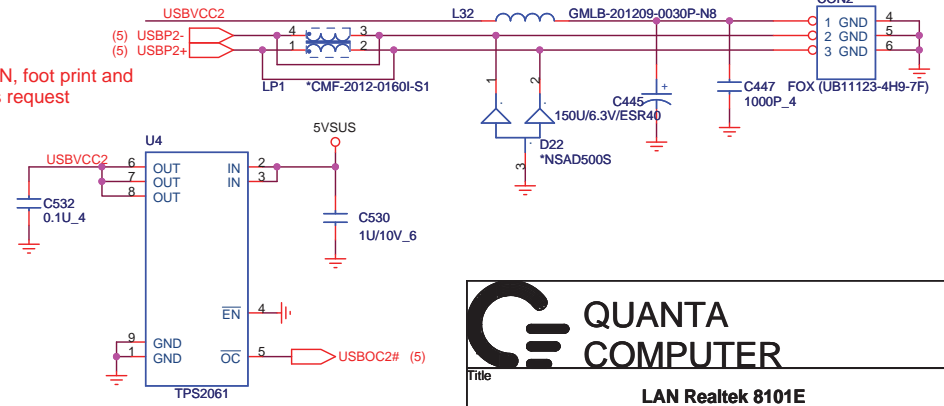 CON2
USBVCC2 L32 GMLB-201209-0030P-N8
1 GND 4
(5) USBP2- 4 3 2 GND 5
(5) USBP2+ 1 2 3 GND 6
N, foot print and
s request
LP1 *CMF-2012-0160I-S1
1 2
C445 +
150U/6.3V/ESR40
C447
1000P_4
FOX (UB11123-4H9-7F)
D22
*NSAD500S
3
5VSUS
U4
USBVCC2 6 OUT IN 2
7 OUT IN 3
8 OUT
C532
0.1U_4
C530
1U/10V_6
EN 4
9 GND
1 GND OC 5 USBOC2# (5)
TPS2061
QUANTA
COMPUTER
Title
LAN Realtek 8101E